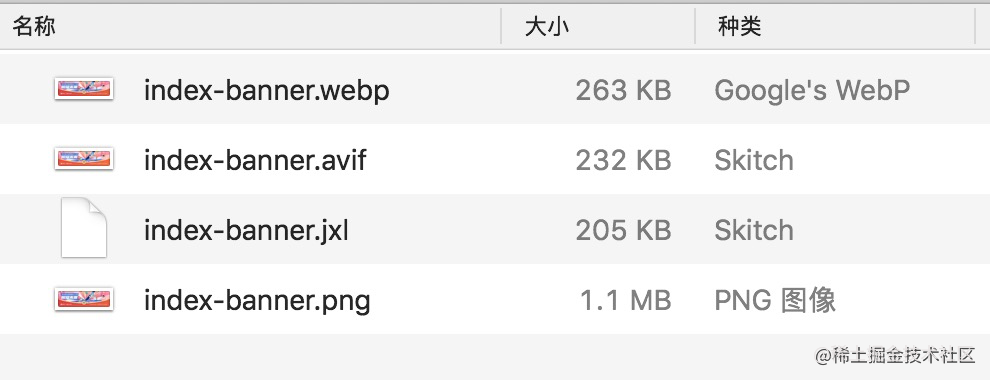 名称 大小 种类
index-banner.webp 263 KB Google's WebP
index-banner.avif 232 KB Skitch
index-banner.jxl 205 KB Skitch
index-banner.png 1.1 MB PNG 图像
@稀土掘金技术社区